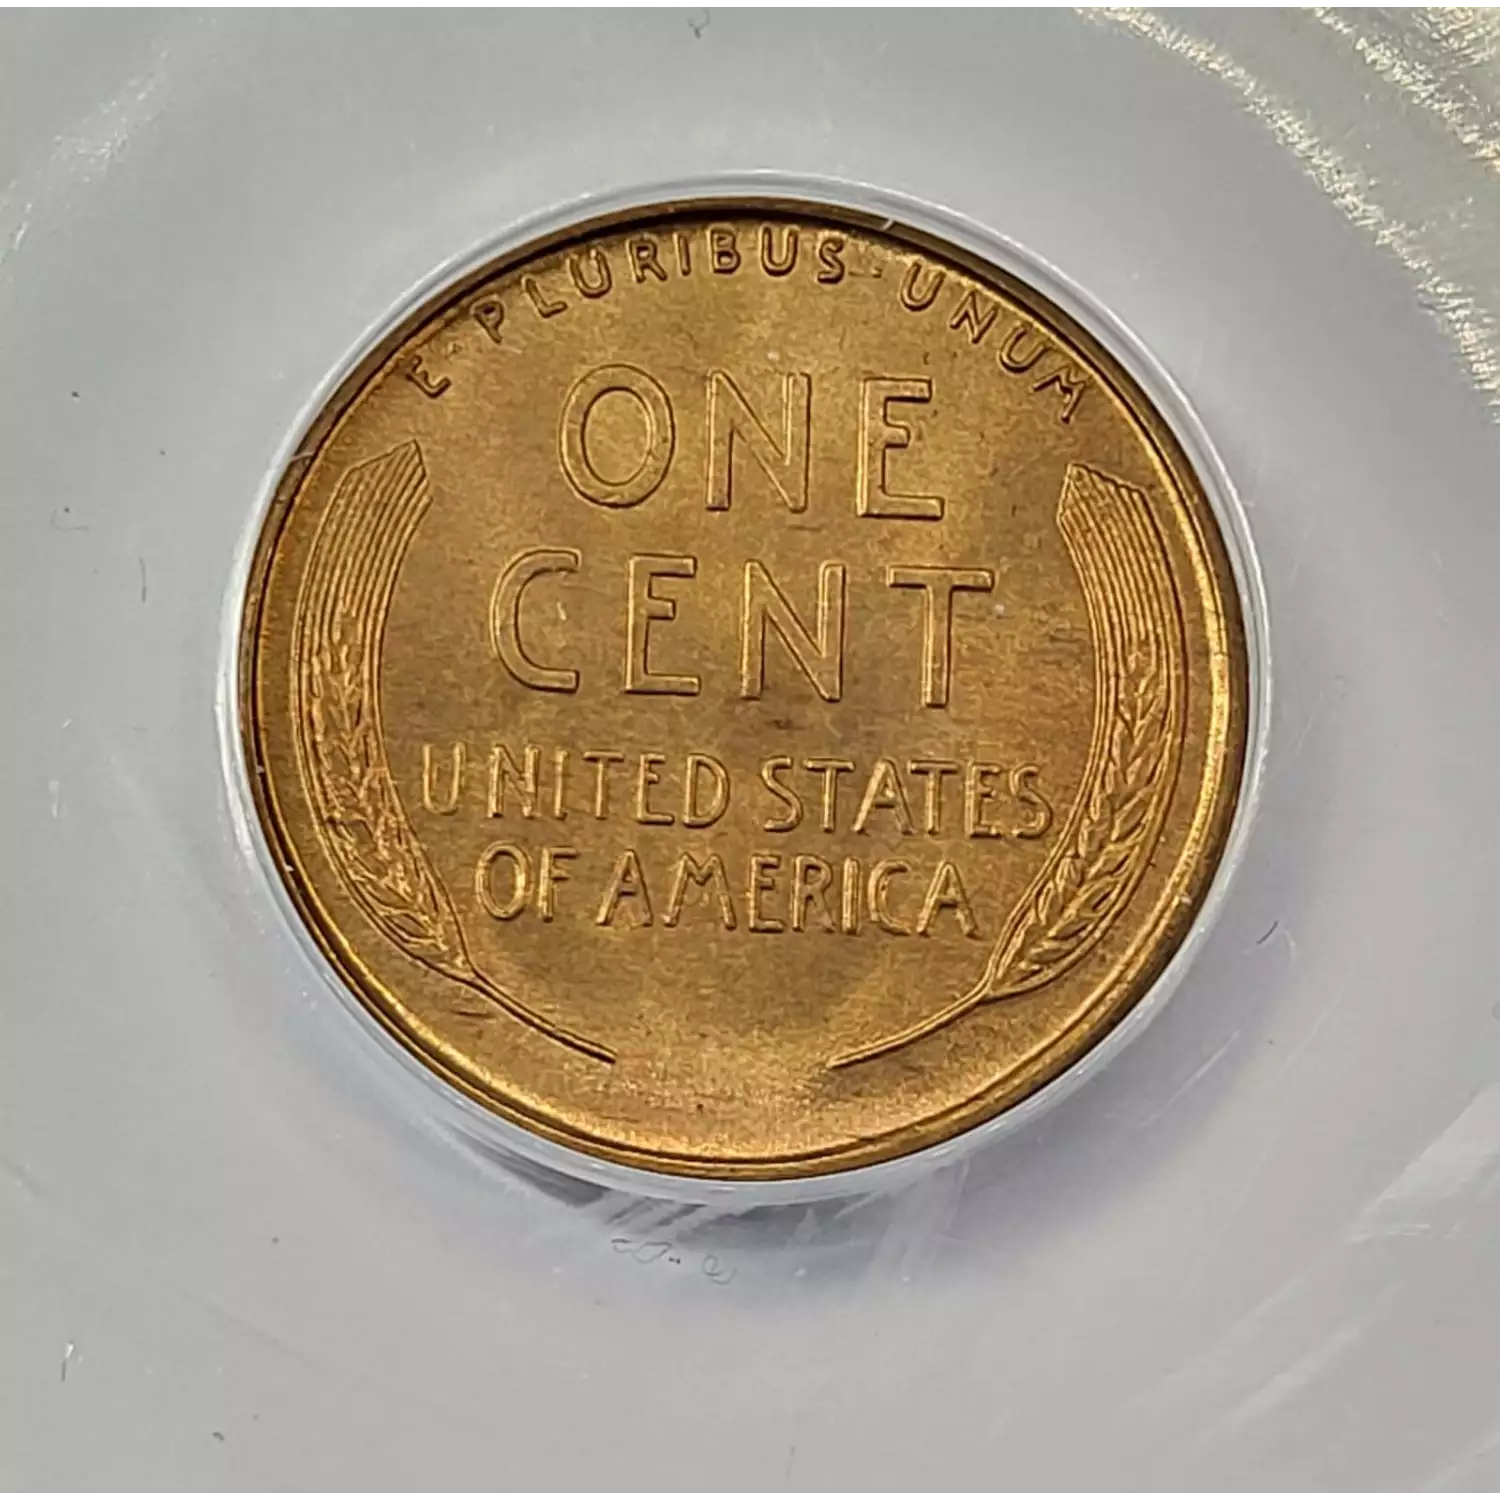 E·PLURIBUS·UNUM
ONE
CENT
UNITED STATES
OF AMERICA